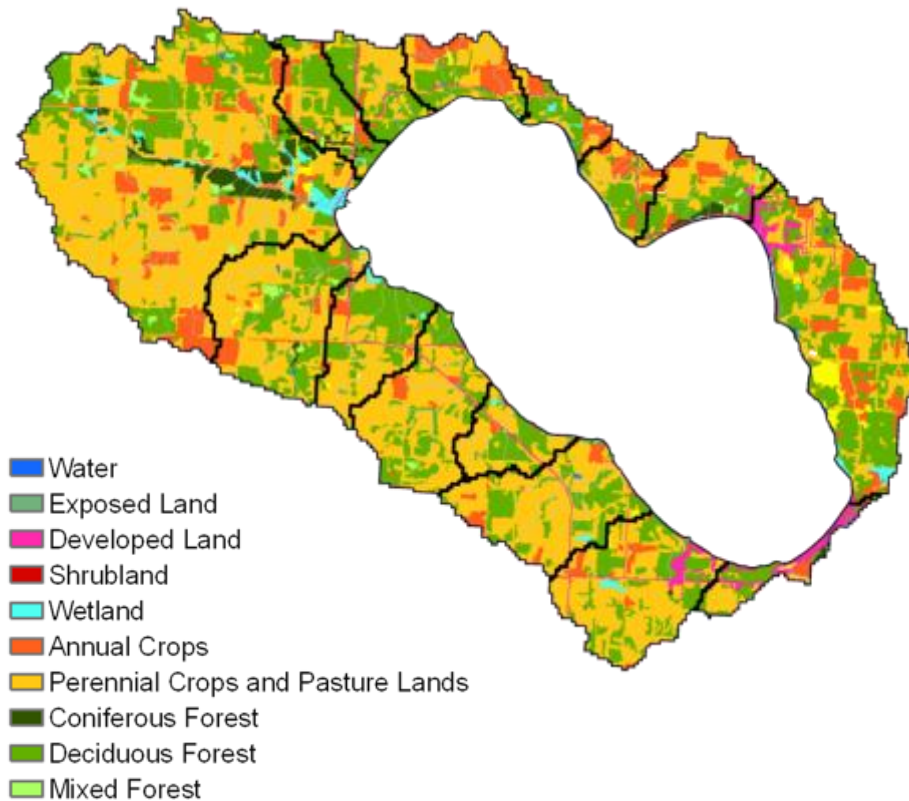 Water
Exposed Land
Developed Land
Shrubland
Wetland
Annual Crops
Perennial Crops and Pasture Lands
Coniferous Forest
Deciduous Forest
Mixed Forest